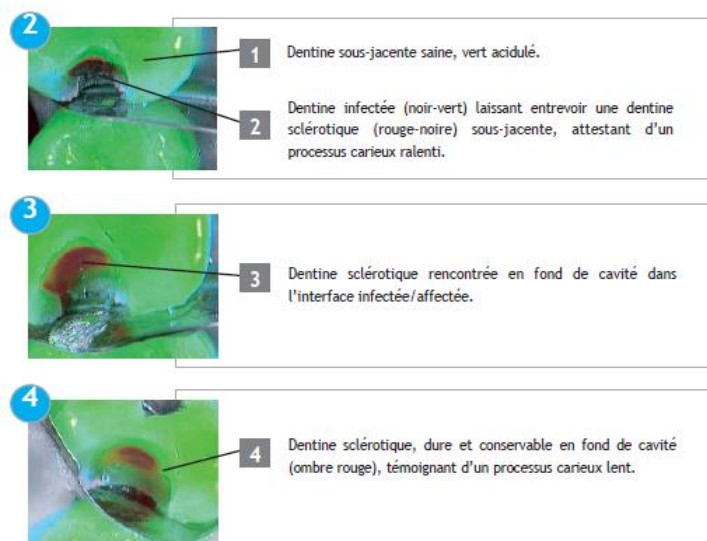 2
1
Dentine sous-jacente saine, vert acidulé.
2
Dentine infectée (noir-vert) laissant entrevoir une dentine
sclérotique (rouge-noire) sous-jacente, attestant d'un
processus carieux ralenti.
3
3
Dentine sclérotique rencontrée en fond de cavité dans
l'interface infectée/affectée.
4
4
Dentine sclérotique, dure et conservable en fond de cavité
(ombre rouge), témoignant d'un processus carieux lent.